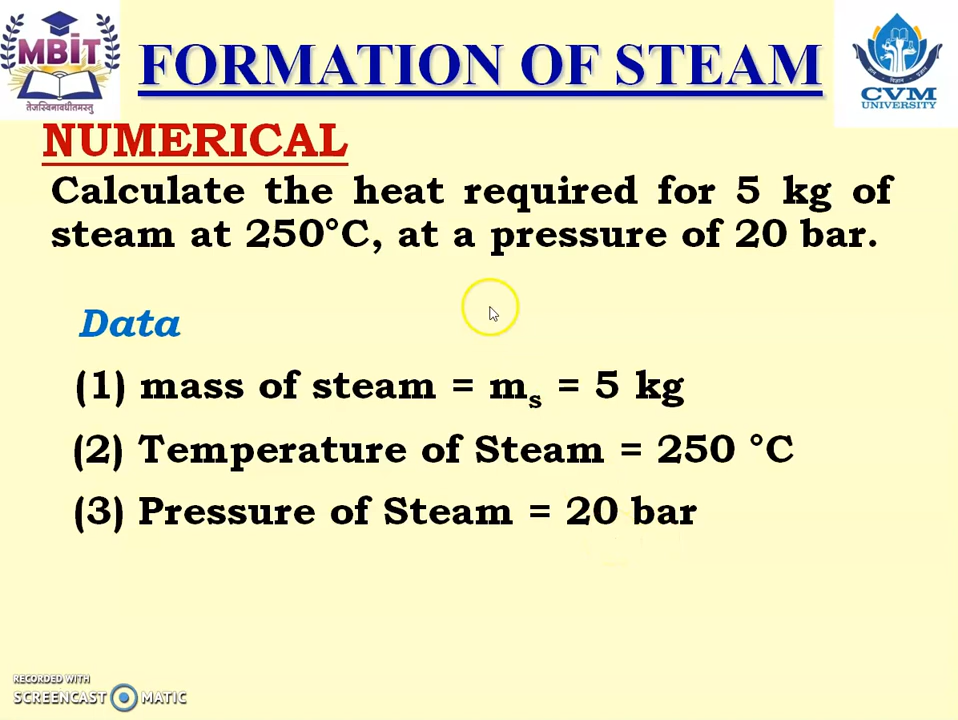 MBIT
तेजस्विनावधीतमस्तु
FORMATION OF STEAM
CVM
UNIVERSITY
NUMERICAL
Calculate the heat required for 5 kg of
steam at 250°C, at a pressure of 20 bar.
Data
(1) mass of steam = ms = 5 kg
(2) Temperature of Steam = 250 °C
(3) Pressure of Steam = 20 bar
RECORDED WITH
SCREENCAST MATIC